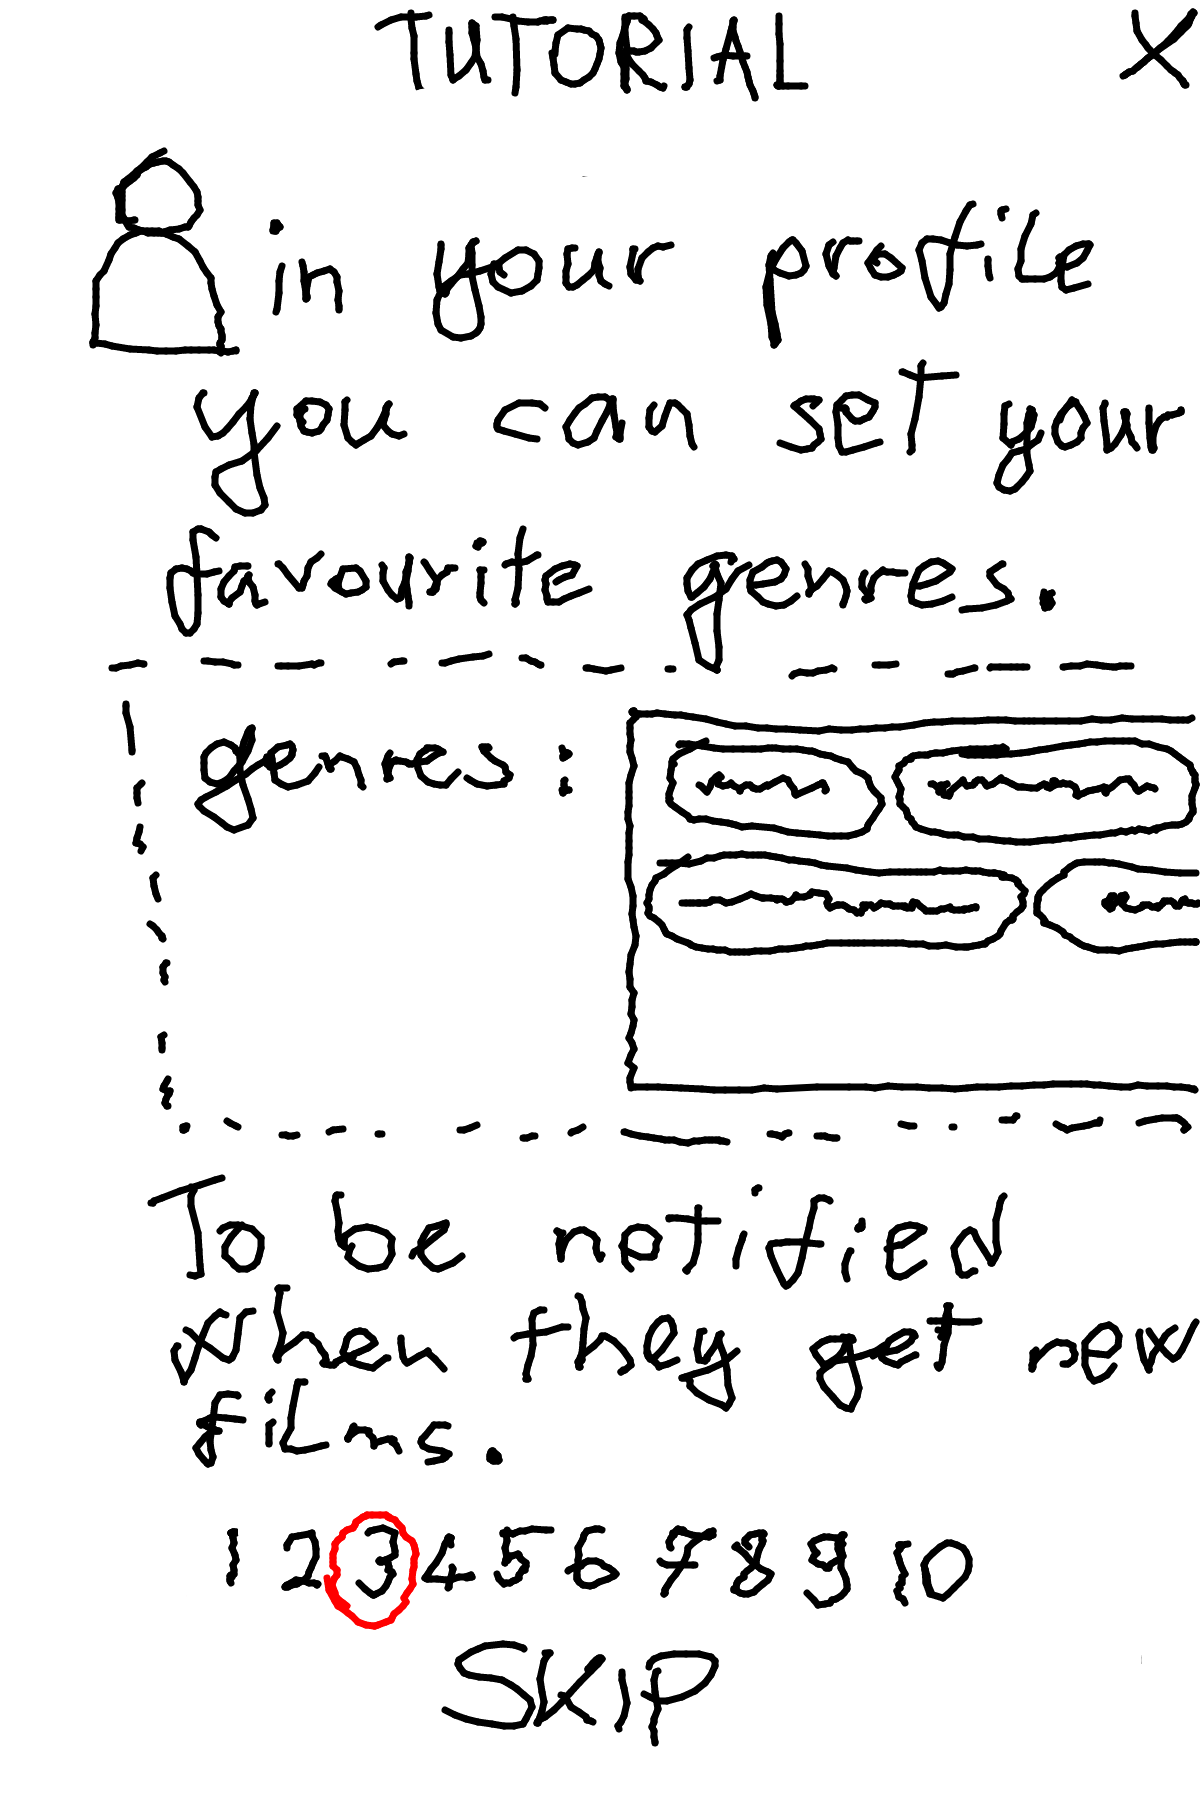 TUTORIAL X
in your profile
you can set your
favourite genres.
genres:
To be notified
when they get new
films.
1 2 3 4 5 6 7 8 9 10
SKIP